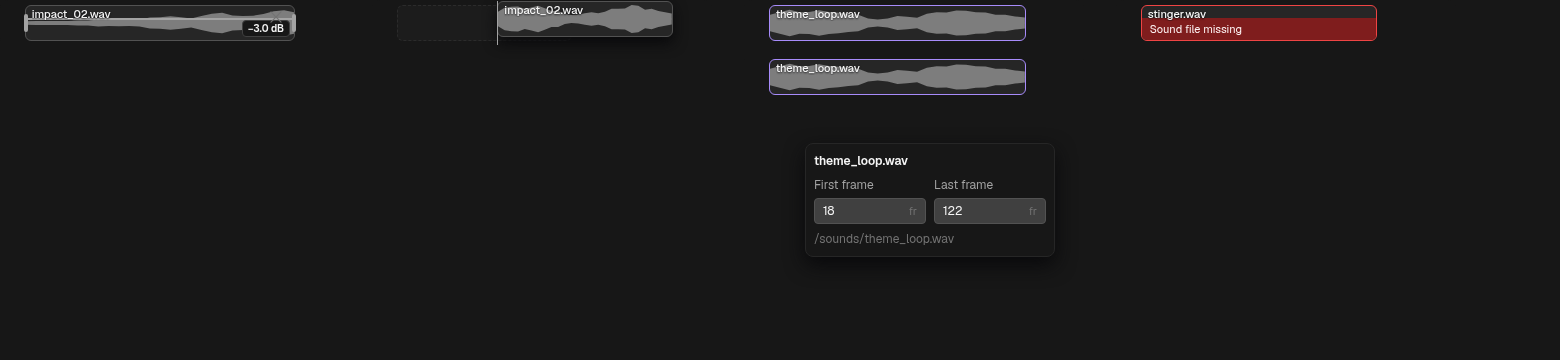 impact_02.wav
−3.0 dB
impact_02.wav
theme_loop.wav
stinger.wav
Sound file missing
theme_loop.wav
theme_loop.wav
First frame
Last frame
18 fr
122 fr
/sounds/theme_loop.wav